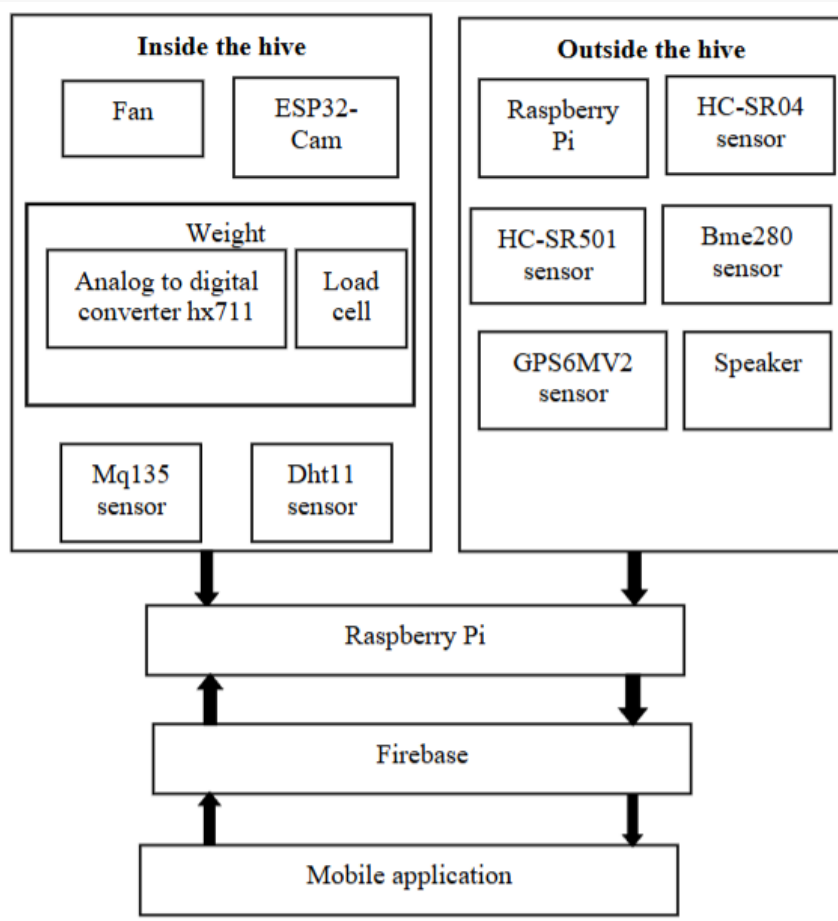 Inside the hive
Fan
ESP32-
Cam
Weight
Analog to digital
converter hx711
Load
cell
Mq135
sensor
Dht11
sensor
Outside the hive
Raspberry
Pi
HC-SR04
sensor
HC-SR501
sensor
Bme280
sensor
GPS6MV2
sensor
Speaker
Raspberry Pi
Firebase
Mobile application